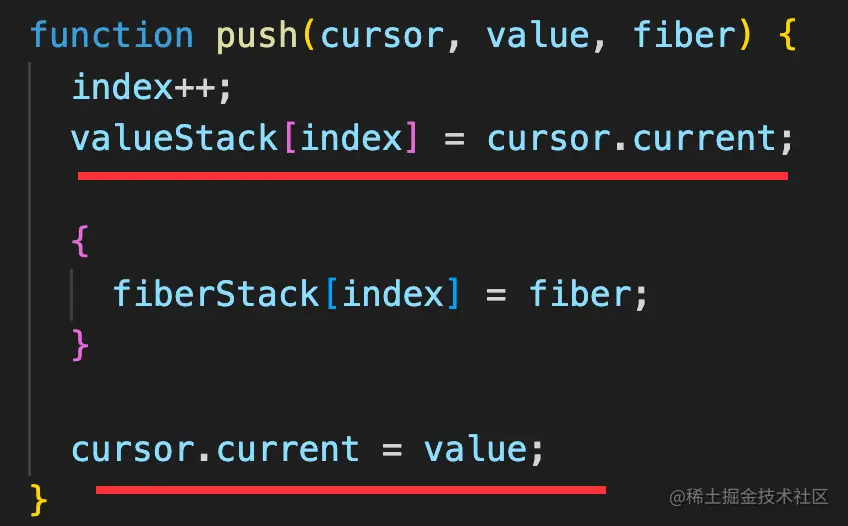 function push(cursor, value, fiber) {
  index++;
  valueStack[index] = cursor.current;
  {
    fiberStack[index] = fiber;
  }
  cursor.current = value;
}
@稀土掘金技术社区